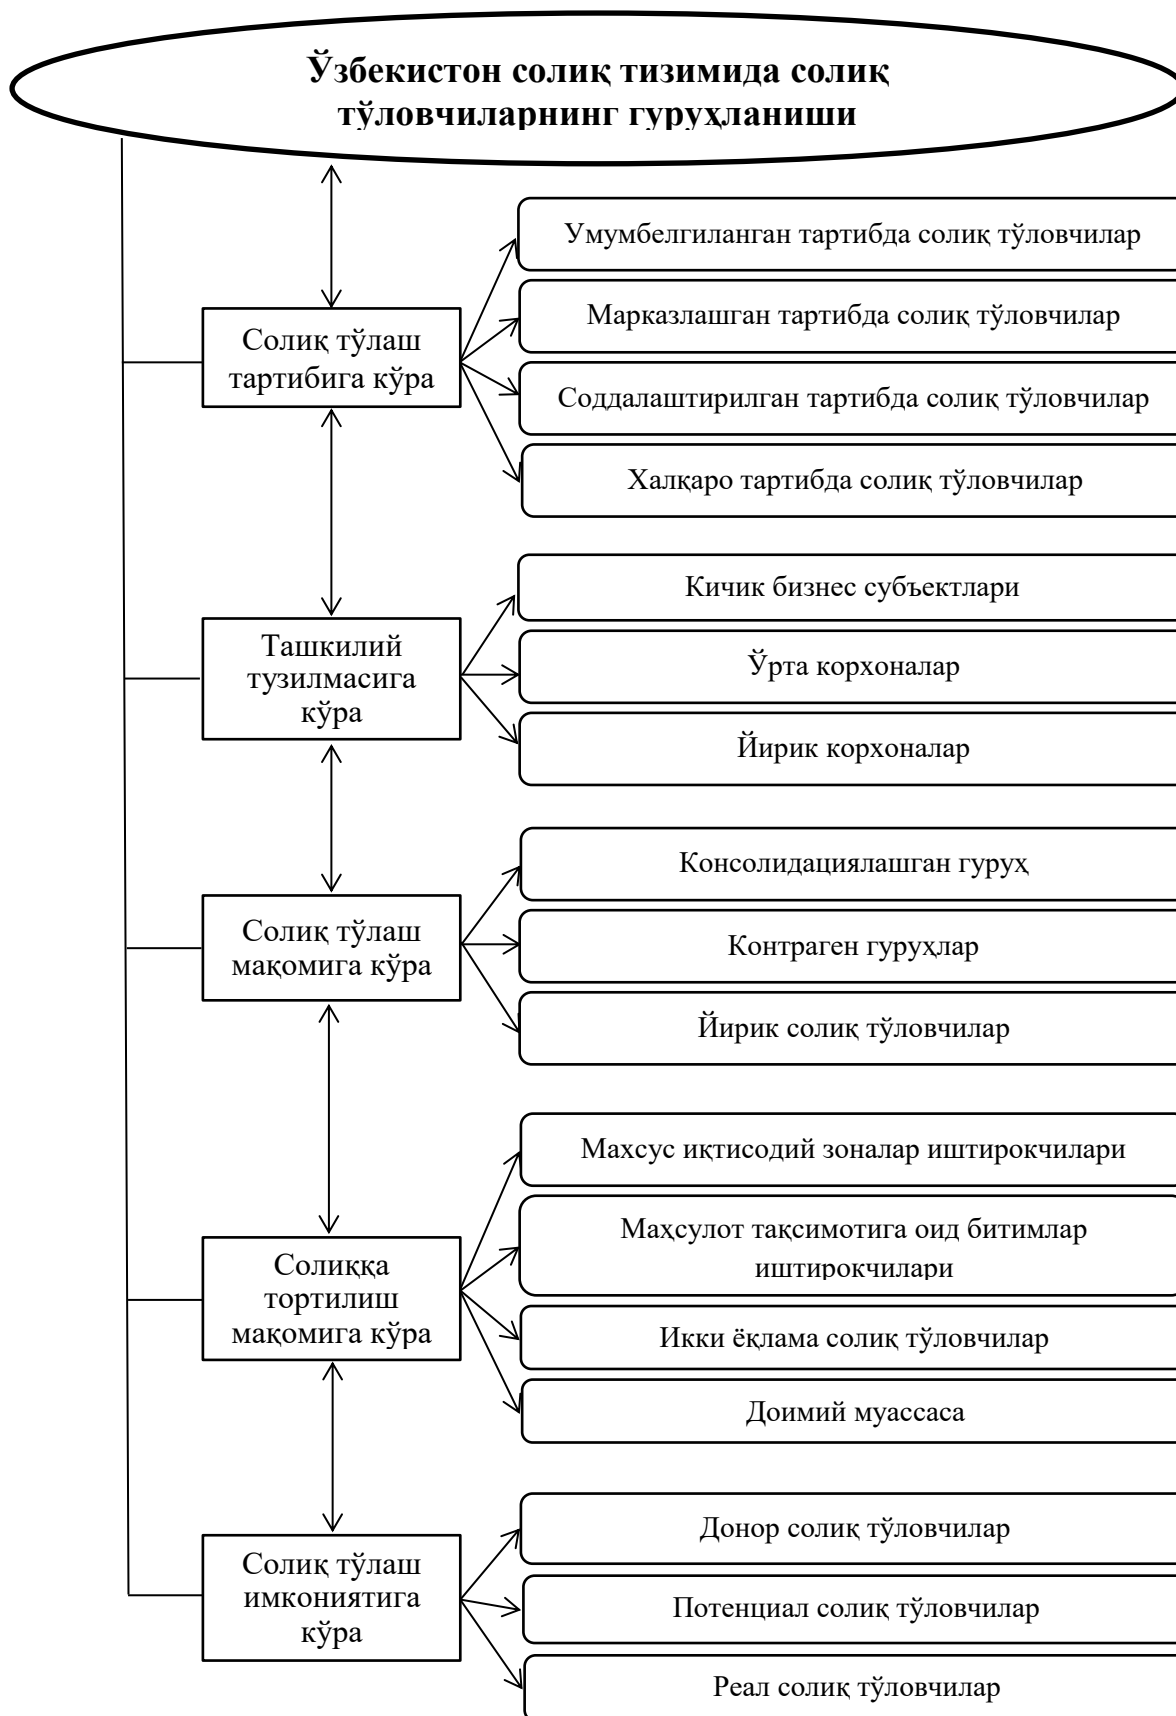 Ўзбекистон солиқ тизимида солиқ
тўловчиларнинг гуруҳланиши
Солиқ тўлаш
тартибига кўра
Умумбелгиланган тартибда солиқ тўловчилар
Марказлашган тартибда солиқ тўловчилар
Соддалаштирилган тартибда солиқ тўловчилар
Халқаро тартибда солиқ тўловчилар
Ташкилий
тузилмасига
кўра
Кичик бизнес субъектлари
Ўрта корхоналар
Йирик корхоналар
Солиқ тўлаш
мақомига кўра
Консолидациялашган гуруҳ
Контраген гуруҳлар
Йирик солиқ тўловчилар
Солиққа
тортилиш
мақомига кўра
Махсус иқтисодий зоналар иштирокчилари
Маҳсулот тақсимотига оид битимлар
иштирокчилари
Икки ёқлама солиқ тўловчилар
Доимий муассаса
Солиқ тўлаш
имкониятига
кўра
Донор солиқ тўловчилар
Потенциал солиқ тўловчилар
Реал солиқ тўловчилар